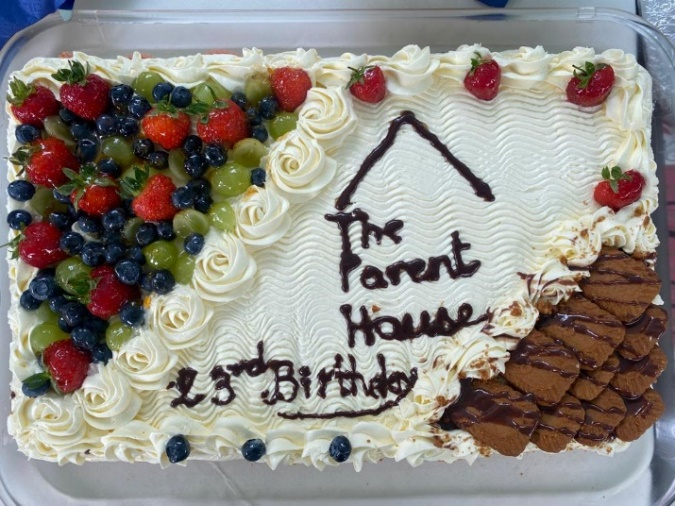 The
Parent
House
23rd Birthday